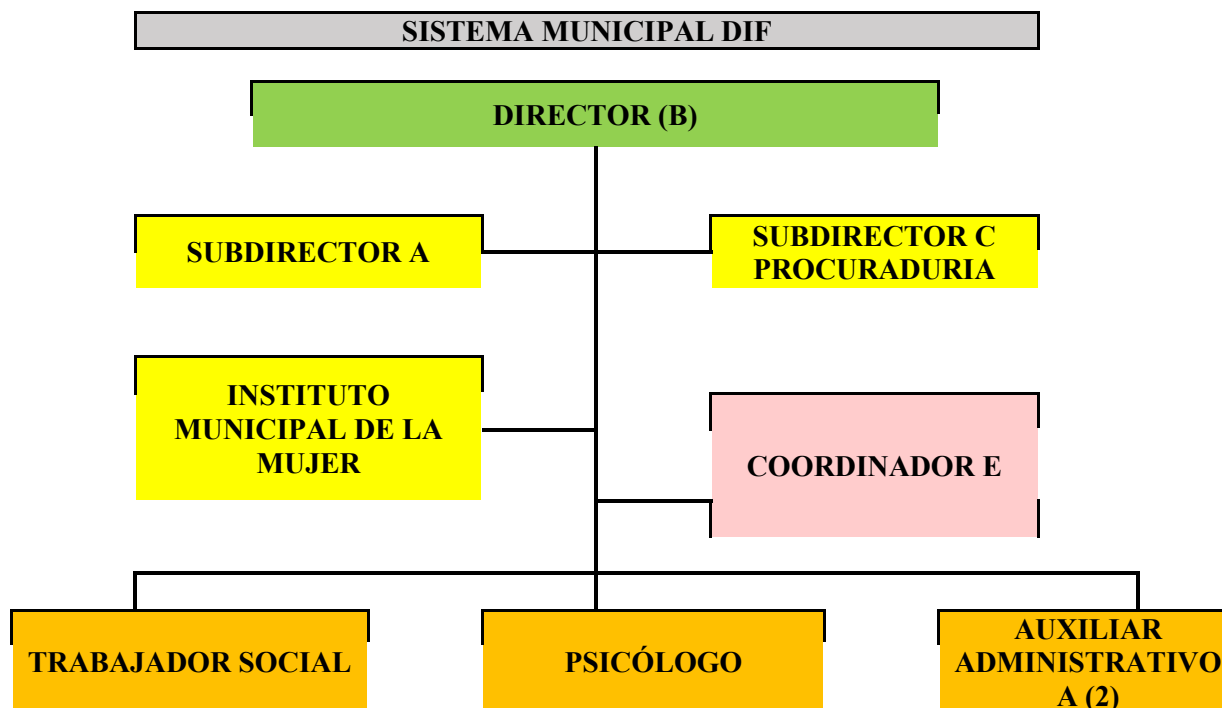 SISTEMA MUNICIPAL DIF
DIRECTOR (B)
SUBDIRECTOR A
SUBDIRECTOR C
PROCURADURIA
INSTITUTO
MUNICIPAL DE LA
MUJER
COORDINADOR E
TRABAJADOR SOCIAL
PSICÓLOGO
AUXILIAR
ADMINISTRATIVO
A (2)